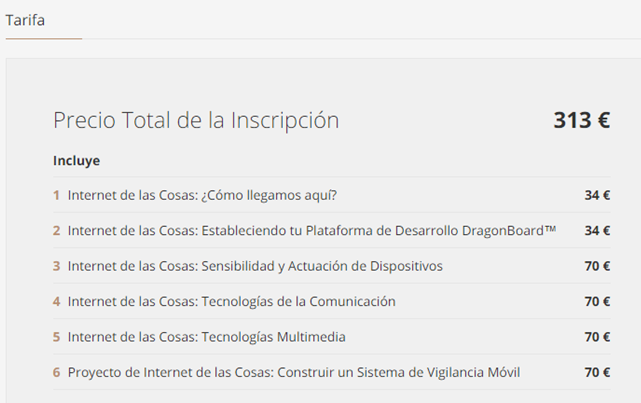 Tarifa
Precio Total de la Inscripción 313 €
Incluye
1 Internet de las Cosas: ¿Cómo llegamos aquí? 34 €
2 Internet de las Cosas: Estableciendo tu Plataforma de Desarrollo DragonBoard™ 34 €
3 Internet de las Cosas: Sensibilidad y Actuación de Dispositivos 70 €
4 Internet de las Cosas: Tecnologías de la Comunicación 70 €
5 Internet de las Cosas: Tecnologías Multimedia 70 €
6 Proyecto de Internet de las Cosas: Construir un Sistema de Vigilancia Móvil 70 €